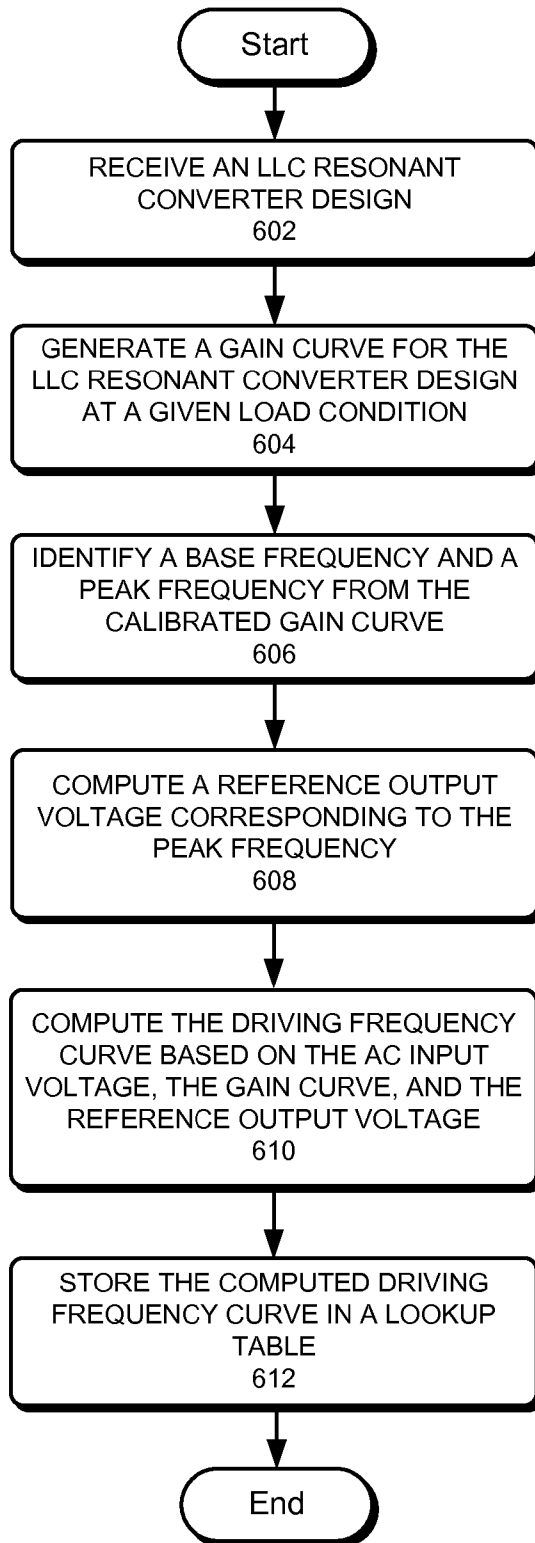 Start
RECEIVE AN LLC RESONANT
CONVERTER DESIGN
602
GENERATE A GAIN CURVE FOR THE
LLC RESONANT CONVERTER DESIGN
AT A GIVEN LOAD CONDITION
604
IDENTIFY A BASE FREQUENCY AND A
PEAK FREQUENCY FROM THE
CALIBRATED GAIN CURVE
606
COMPUTE A REFERENCE OUTPUT
VOLTAGE CORRESPONDING TO THE
PEAK FREQUENCY
608
COMPUTE THE DRIVING FREQUENCY
CURVE BASED ON THE AC INPUT
VOLTAGE, THE GAIN CURVE, AND THE
REFERENCE OUTPUT VOLTAGE
610
STORE THE COMPUTED DRIVING
FREQUENCY CURVE IN A LOOKUP
TABLE
612
End